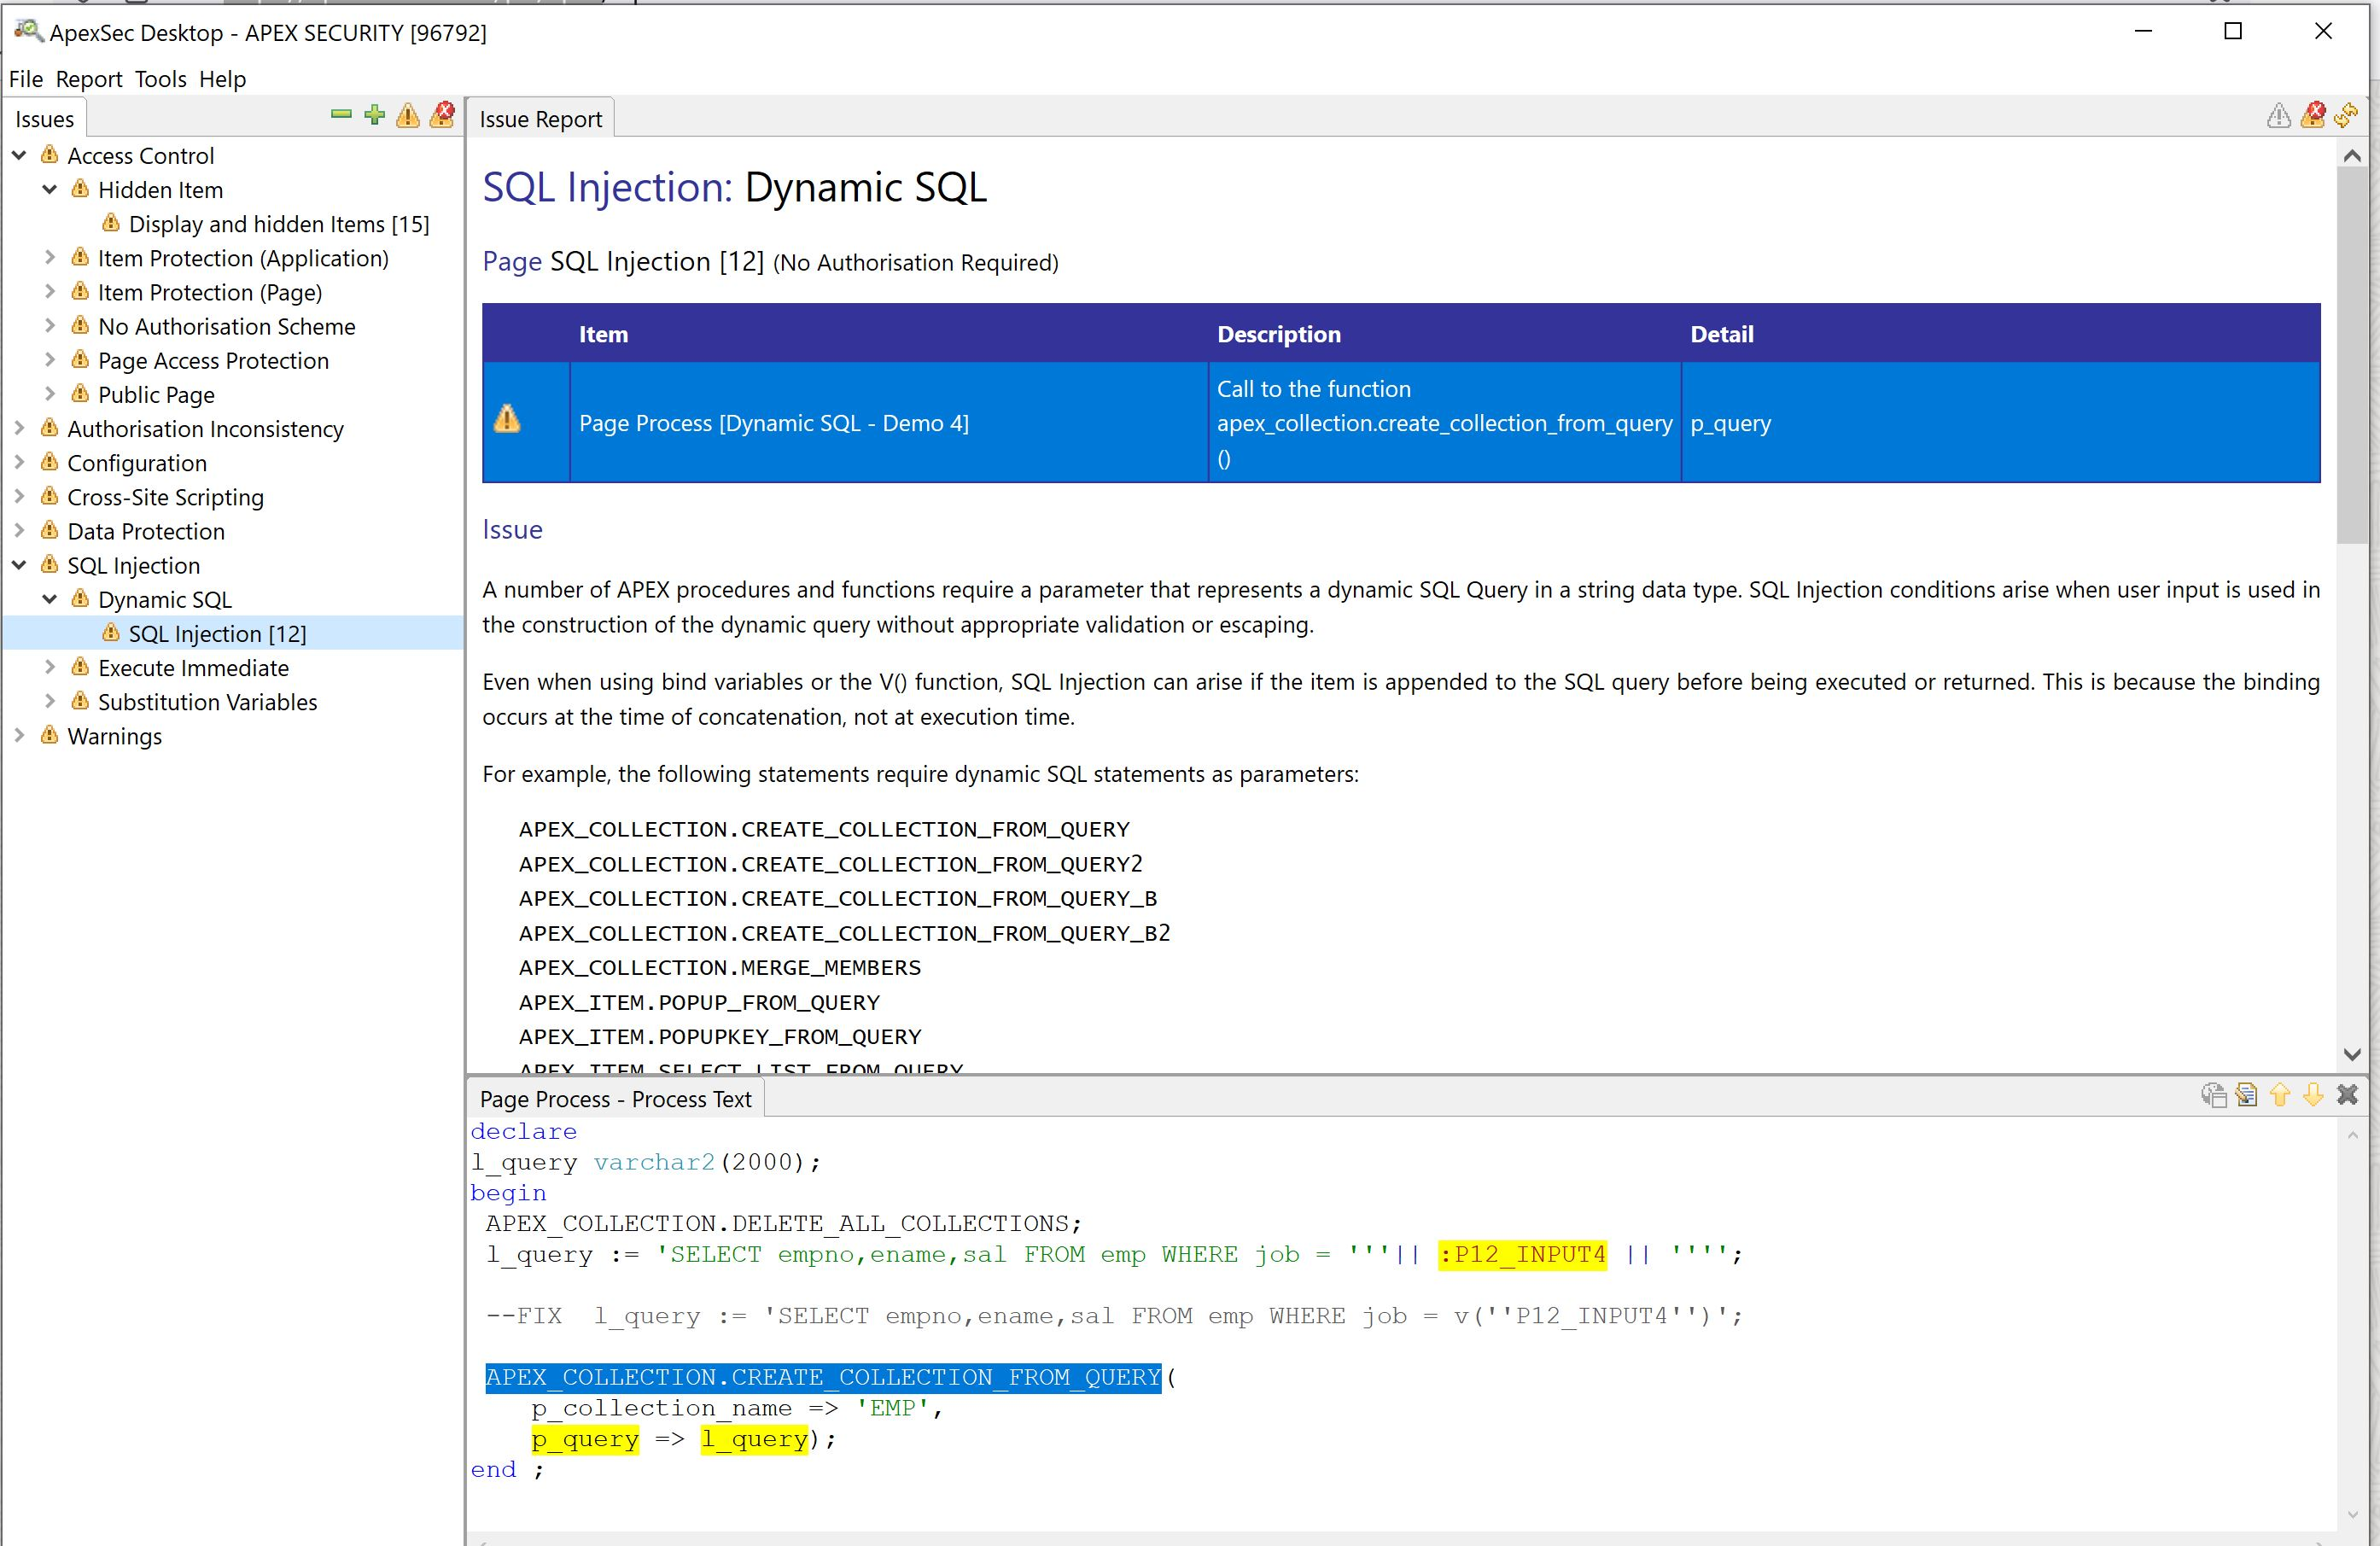 ApexSec Desktop - APEX SECURITY [96792]
File Report Tools Help
Issues
Access Control
Hidden Item
Display and hidden Items [15]
Item Protection (Application)
Item Protection (Page)
No Authorisation Scheme
Page Access Protection
Public Page
Authorisation Inconsistency
Configuration
Cross-Site Scripting
Data Protection
SQL Injection
Dynamic SQL
SQL Injection [12]
Execute Immediate
Substitution Variables
Warnings
Issue Report
SQL Injection: Dynamic SQL
Page SQL Injection [12] (No Authorisation Required)
Item Description Detail
Page Process [Dynamic SQL - Demo 4]
Call to the function
apex_collection.create_collection_from_query
()
p_query
Issue
A number of APEX procedures and functions require a parameter that represents a dynamic SQL Query in a string data type. SQL Injection conditions arise when user input is used in
the construction of the dynamic query without appropriate validation or escaping.
Even when using bind variables or the V() function, SQL Injection can arise if the item is appended to the SQL query before being executed or returned. This is because the binding
occurs at the time of concatenation, not at execution time.
For example, the following statements require dynamic SQL statements as parameters:
APEX_COLLECTION.CREATE_COLLECTION_FROM_QUERY
APEX_COLLECTION.CREATE_COLLECTION_FROM_QUERY2
APEX_COLLECTION.CREATE_COLLECTION_FROM_QUERY_B
APEX_COLLECTION.CREATE_COLLECTION_FROM_QUERY_B2
APEX_COLLECTION.MERGE_MEMBERS
APEX_ITEM.POPUP_FROM_QUERY
APEX_ITEM.POPUPKEY_FROM_QUERY
APEX_ITEM.SELECT_LIST_FROM_QUERY
Page Process - Process Text
declare
l_query varchar2(2000);
begin
APEX_COLLECTION.DELETE_ALL_COLLECTIONS;
l_query := 'SELECT empno,ename,sal FROM emp WHERE job = '''|| :P12_INPUT4 || '''';
--FIX  l_query := 'SELECT empno,ename,sal FROM emp WHERE job = v(''P12_INPUT4'')';
APEX_COLLECTION.CREATE_COLLECTION_FROM_QUERY(
p_collection_name => 'EMP',
p_query => l_query);
end ;